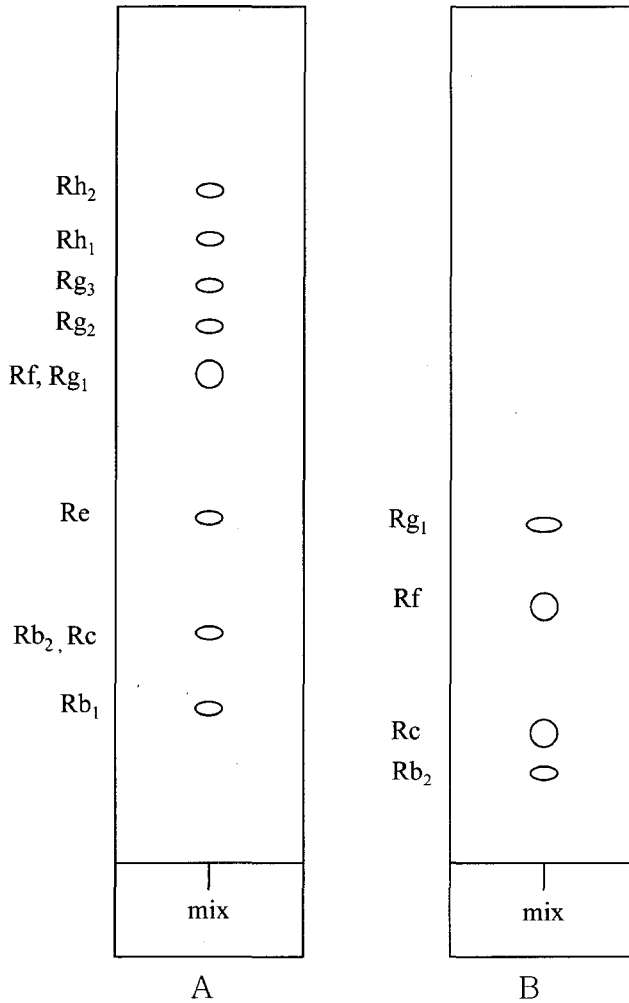 Rh₂
Rh₁
Rg₃
Rg₂
Rf, Rg₁
Re
Rb₂, Rc
Rb₁
mix
A
Rg₁
Rf
Rc
Rb₂
mix
B